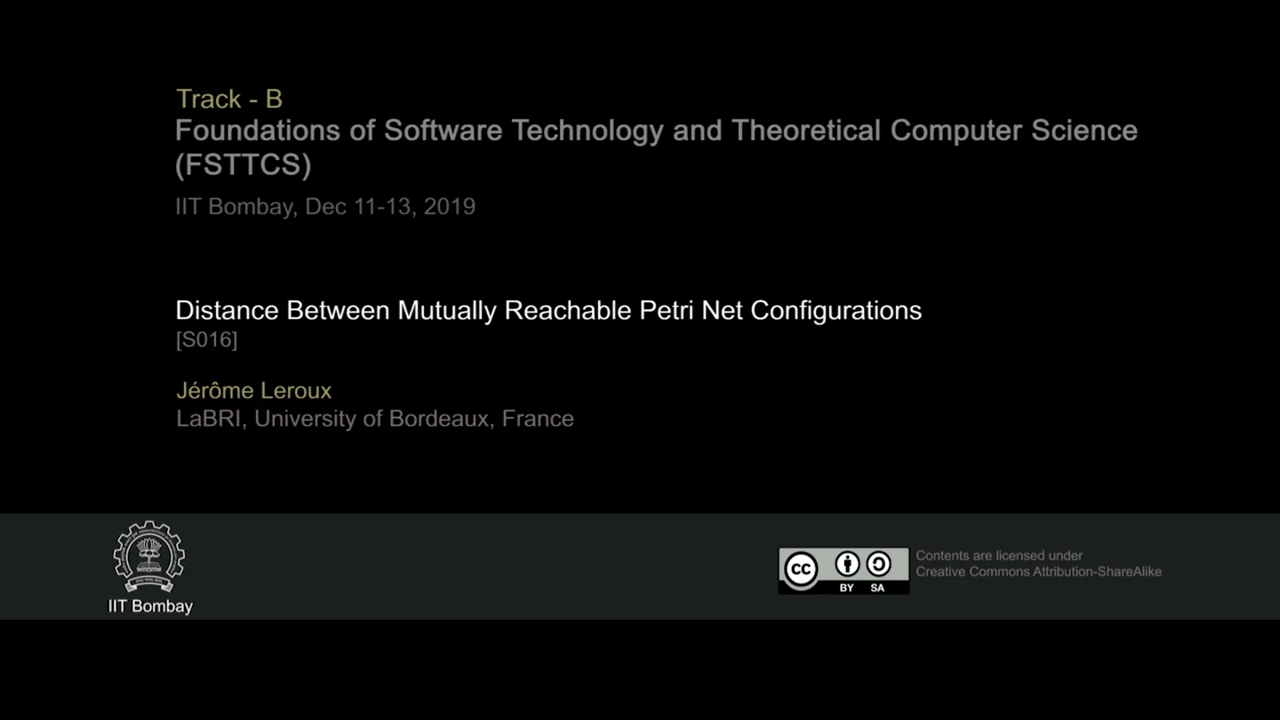 Track - B
Foundations of Software Technology and Theoretical Computer Science
(FSTTCS)
IIT Bombay, Dec 11-13, 2019
Distance Between Mutually Reachable Petri Net Configurations
[S016]
Jérôme Leroux
LaBRI, University of Bordeaux, France
IIT Bombay
cc
BY SA
Contents are licensed under
Creative Commons Attribution-ShareAlike